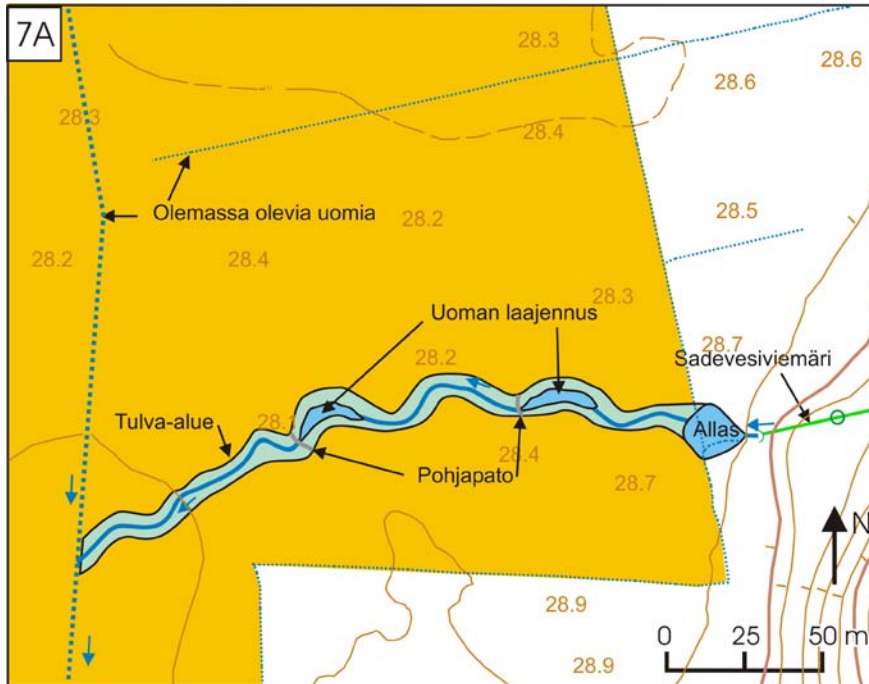 7A
28.3
28.6
28.6
28.3
28.4
Olemassa olevia uomia
28.2
28.5
28.2
28.4
28.3
Uoman laajennus
28.7
28.2
Sadevesiviemäri
Tulva-alue
28.1
Allas
28.4
Pohjapato
28.7
N
28.9
0 25 50 m
28.9